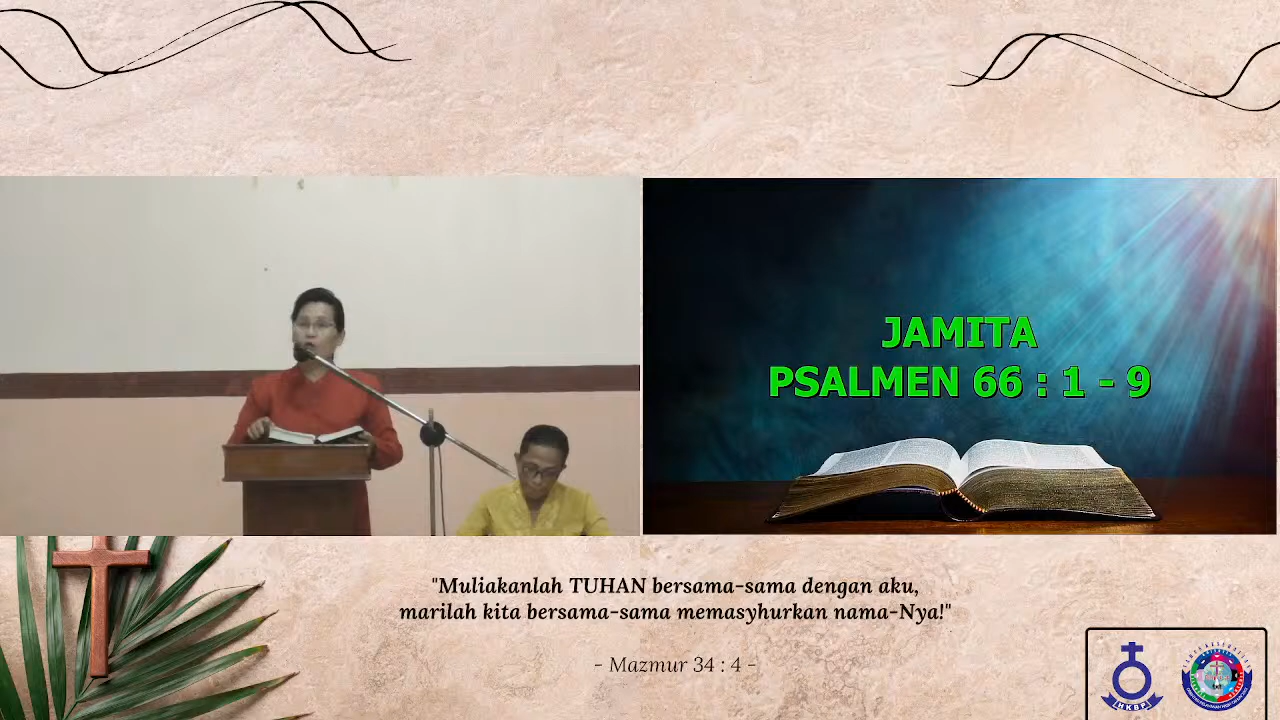 JAMITA
PSALMEN 66 : 1 - 9
"Muliakanlah TUHAN bersama-sama dengan aku,
marilah kita bersama-sama memasyhurkan nama-Nya!"
- Mazmur 34 : 4 -
HKBP